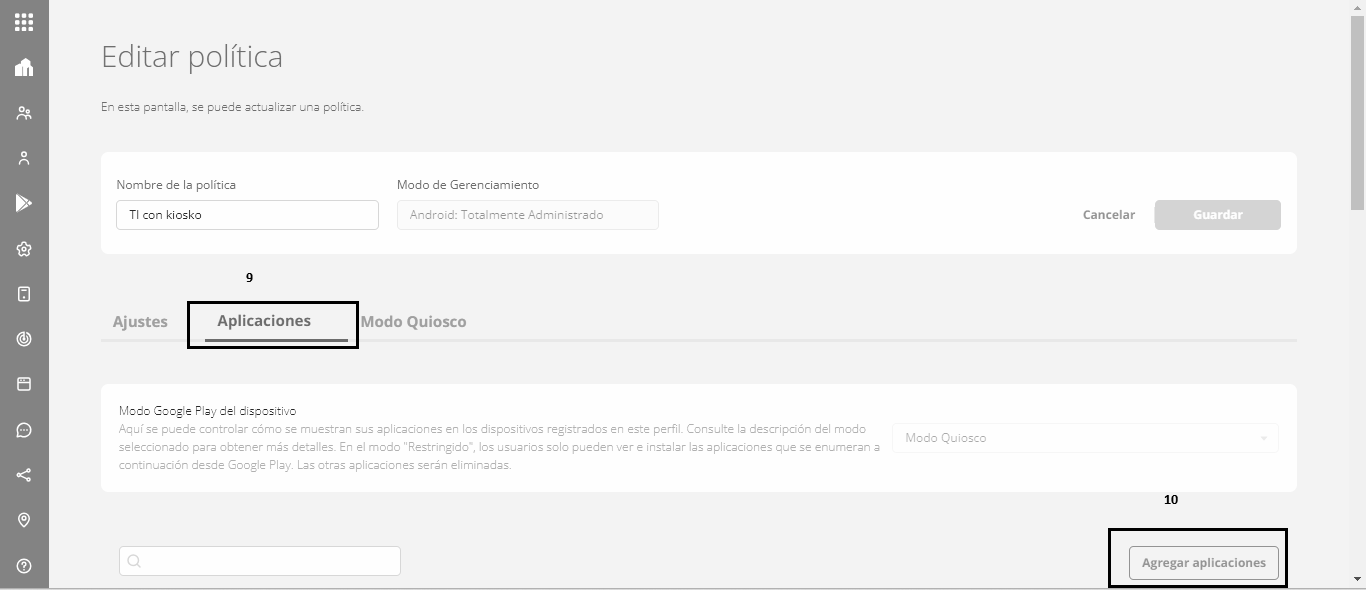 Editar política
En esta pantalla, se puede actualizar una política.
Nombre de la política
Modo de Gerenciamiento
TI con kiosko
Android: Totalmente Administrado
Cancelar
Guardar
9
Ajustes
Aplicaciones
Modo Quiosco
Modo Google Play del dispositivo
Aquí se puede controlar cómo se muestran sus aplicaciones en los dispositivos registrados en este perfil. Consulte la descripción del modo
seleccionado para obtener más detalles. En el modo "Restringido", los usuarios solo pueden ver e instalar las aplicaciones que se enumeran a
continuación desde Google Play. Las otras aplicaciones serán eliminadas.
Modo Quiosco
10
Agregar aplicaciones